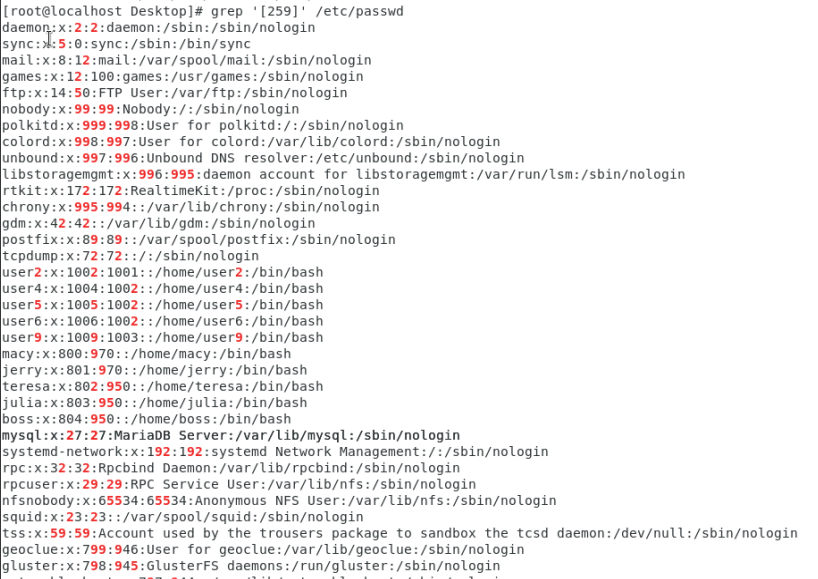 [root@localhost Desktop]# grep '[259]' /etc/passwd
daemon:x:2:2:daemon:/sbin:/sbin/nologin
sync:x:5:0:sync:/sbin:/bin/sync
mail:x:8:12:mail:/var/spool/mail:/sbin/nologin
games:x:12:100:games:/usr/games:/sbin/nologin
ftp:x:14:50:FTP User:/var/ftp:/sbin/nologin
nobody:x:99:99:Nobody:/:/sbin/nologin
polkitd:x:999:998:User for polkitd:/:/sbin/nologin
colord:x:998:997:User for colord:/var/lib/colord:/sbin/nologin
unbound:x:997:996:Unbound DNS resolver:/etc/unbound:/sbin/nologin
libstoragemgmt:x:996:995:daemon account for libstoragemgmt:/var/run/lsm:/sbin/nologin
rtkit:x:172:172:RealtimeKit:/proc:/sbin/nologin
chrony:x:995:994::/var/lib/chrony:/sbin/nologin
gdm:x:42:42::/var/lib/gdm:/sbin/nologin
postfix:x:89:89::/var/spool/postfix:/sbin/nologin
tcpdump:x:72:72::/:/sbin/nologin
user2:x:1002:1001::/home/user2:/bin/bash
user4:x:1004:1002::/home/user4:/bin/bash
user5:x:1005:1002::/home/user5:/bin/bash
user6:x:1006:1002::/home/user6:/bin/bash
user9:x:1009:1003::/home/user9:/bin/bash
macy:x:800:970::/home/macy:/bin/bash
jerry:x:801:970::/home/jerry:/bin/bash
teresa:x:802:950::/home/teresa:/bin/bash
julia:x:803:950::/home/julia:/bin/bash
boss:x:804:950::/home/boss:/bin/bash
mysql:x:27:27:MariaDB Server:/var/lib/mysql:/sbin/nologin
systemd-network:x:192:192:systemd Network Management:/:/sbin/nologin
rpc:x:32:32:Rpcbind Daemon:/var/lib/rpcbind:/sbin/nologin
rpcuser:x:29:29:RPC Service User:/var/lib/nfs:/sbin/nologin
nfsnobody:x:65534:65534:Anonymous NFS User:/var/lib/nfs:/sbin/nologin
squid:x:23:23::/var/spool/squid:/sbin/nologin
tss:x:59:59:Account used by the trousers package to sandbox the tcsd daemon:/dev/null:/sbin/nologin
geoclue:x:799:946:User for geoclue:/var/lib/geoclue:/sbin/nologin
gluster:x:798:945:GlusterFS daemons:/run/gluster:/sbin/nologin